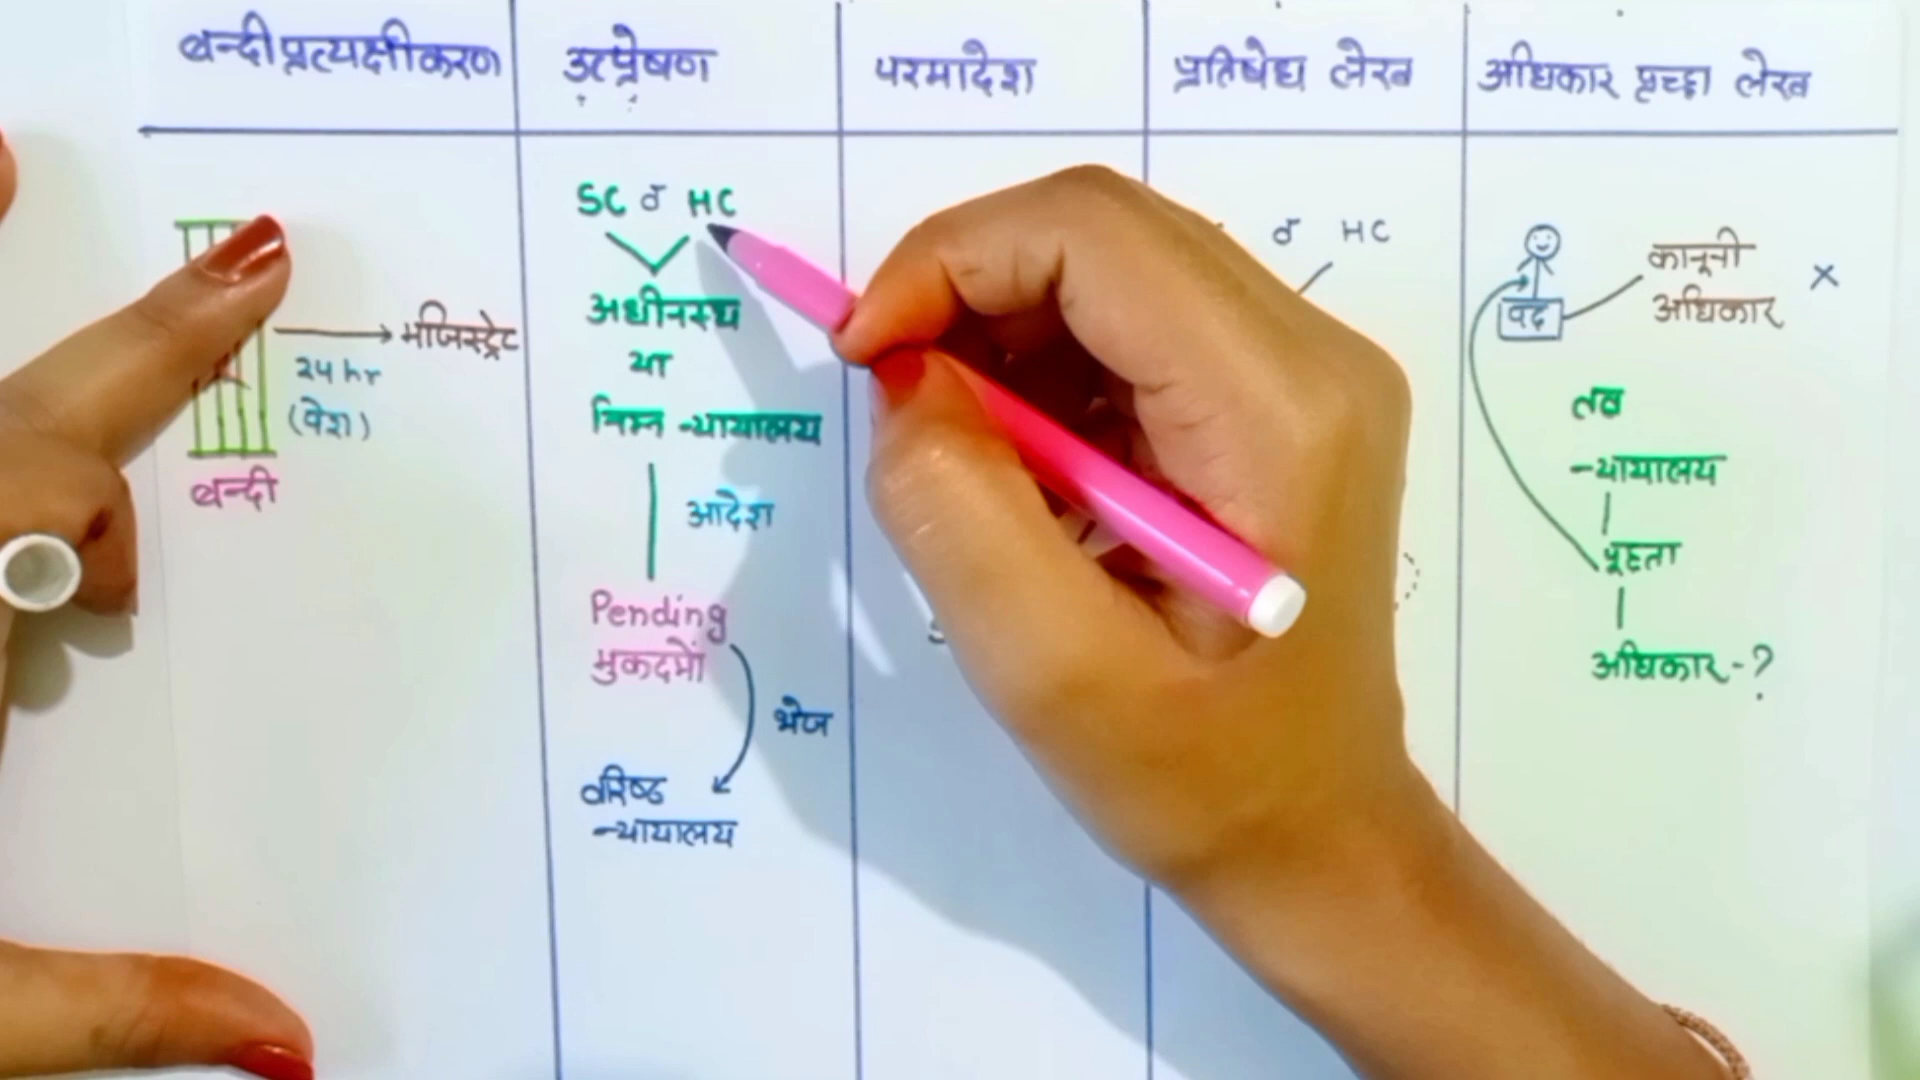 बन्दी प्रत्यक्षीकरण
उत्प्रेषण
परमादेश
प्रतिषेध लेख
अधिकार पृच्छा लेख
मजिस्ट्रेट
24 hr
(पेश)
बन्दी
SC व HC
अधीनस्थ
या
निम्न न्यायालय
आदेश
Pending
मुकदमें
भेज
वरिष्ठ
न्यायालय
व HC
पद
कानूनी
अधिकार
X
तब
न्यायालय
पूछता
अधिकार-?